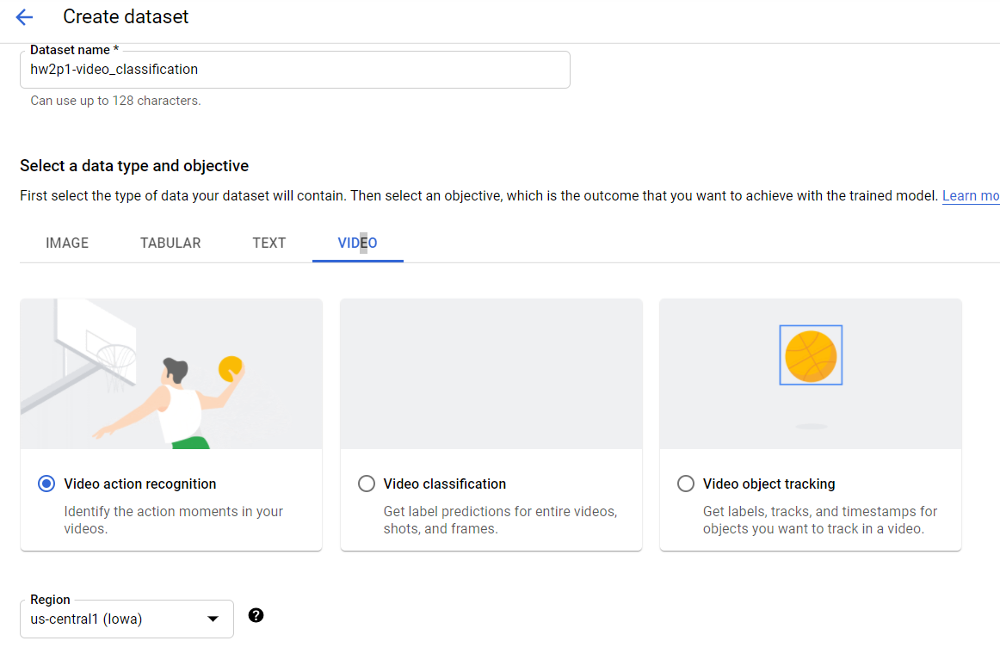 Create dataset
Dataset name *
hw2p1-video_classification
Can use up to 128 characters.
Select a data type and objective
First select the type of data your dataset will contain. Then select an objective, which is the outcome that you want to achieve with the trained model. Learn mo
IMAGE TABULAR TEXT VIDEO
Video action recognition
Identify the action moments in your
videos.
Video classification
Get label predictions for entire videos,
shots, and frames.
Video object tracking
Get labels, tracks, and timestamps for
objects you want to track in a video.
Region
us-central1 (Iowa)